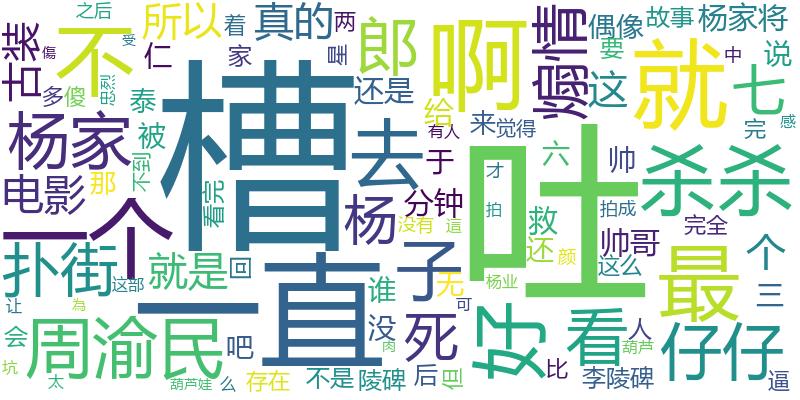 之后
所以
着
真的
两
偶像
故事
杨家将
古装
不
仁
家
郎
星
啊
煽情
要
中
受
傷
说
多
傻
忠烈
泰
槽
还是
这
就
七
杨家
被
不到
去
给
有人
来
觉得
完
感
电影
那
一个
看完
杨
于
分钟
吐
才
六
帅
杀杀
拍
救
拍成
完全
没有
這
帅哥
扑街
这部
就是
回
一直
谁
子
无
杨业
还
颜
这么
最
个
三
让
為
可
会
周渝民
吧
没
死
好
看
人
葫芦
仔仔
肉
坑
太
葫芦娃
么
存在
不是
陵碑
后
但
比
李陵碑
逼